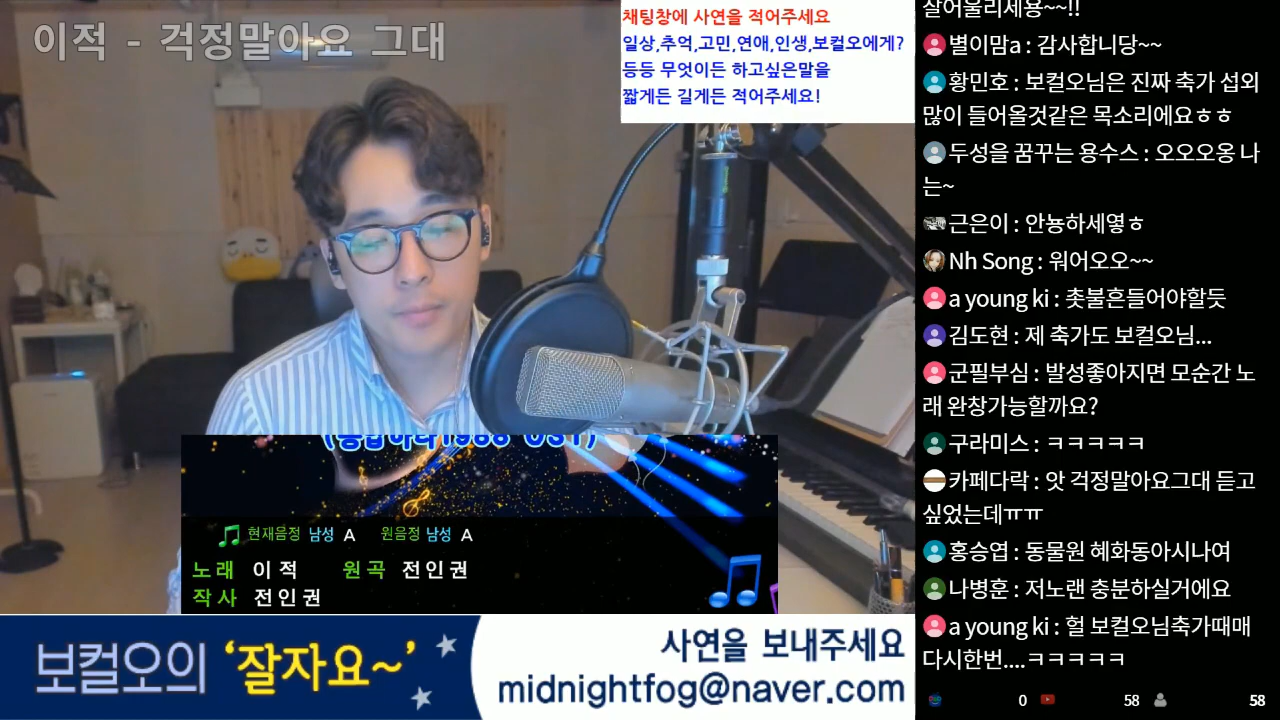 이적 - 걱정말아요 그대
채팅창에 사연을 적어주세요
일상,추억,고민,연애,인생,보컬오에게?
등등 무엇이든 하고싶은말을
짧게든 길게든 적어주세요!
현재음정 남성 A 원음정 남성 A
노래 이적 원곡 전인권
작사 전인권
보컬오의 ‘잘자요~’
사연을 보내주세요
midnightfog@naver.com
잘어울리세용~~!!
별이맘a : 감사합니당~~
황민호 : 보컬오님은 진짜 축가 섭외
많이 들어올것같은 목소리에요ㅎㅎ
두성을 꿈꾸는 용수스 : 오오오옹 나
는~
근은이 : 안뇽하세영ㅎ
Nh Song : 워어오오~~
a young ki : 촛불흔들어야할듯
김도현 : 제 축가도 보컬오님...
군필부심 : 발성좋아지면 모순간 노
래 완창가능할까요?
구라미스 : ㅋㅋㅋㅋㅋ
카페다락 : 앗 걱정말아요그대 듣고
싶었는데ㅠㅠ
홍승엽 : 동물원 혜화동아시나여
나병훈 : 저노랜 충분하실거에요
a young ki : 헐 보컬오님축가때매
다시한번....ㅋㅋㅋㅋㅋ
0 58 58